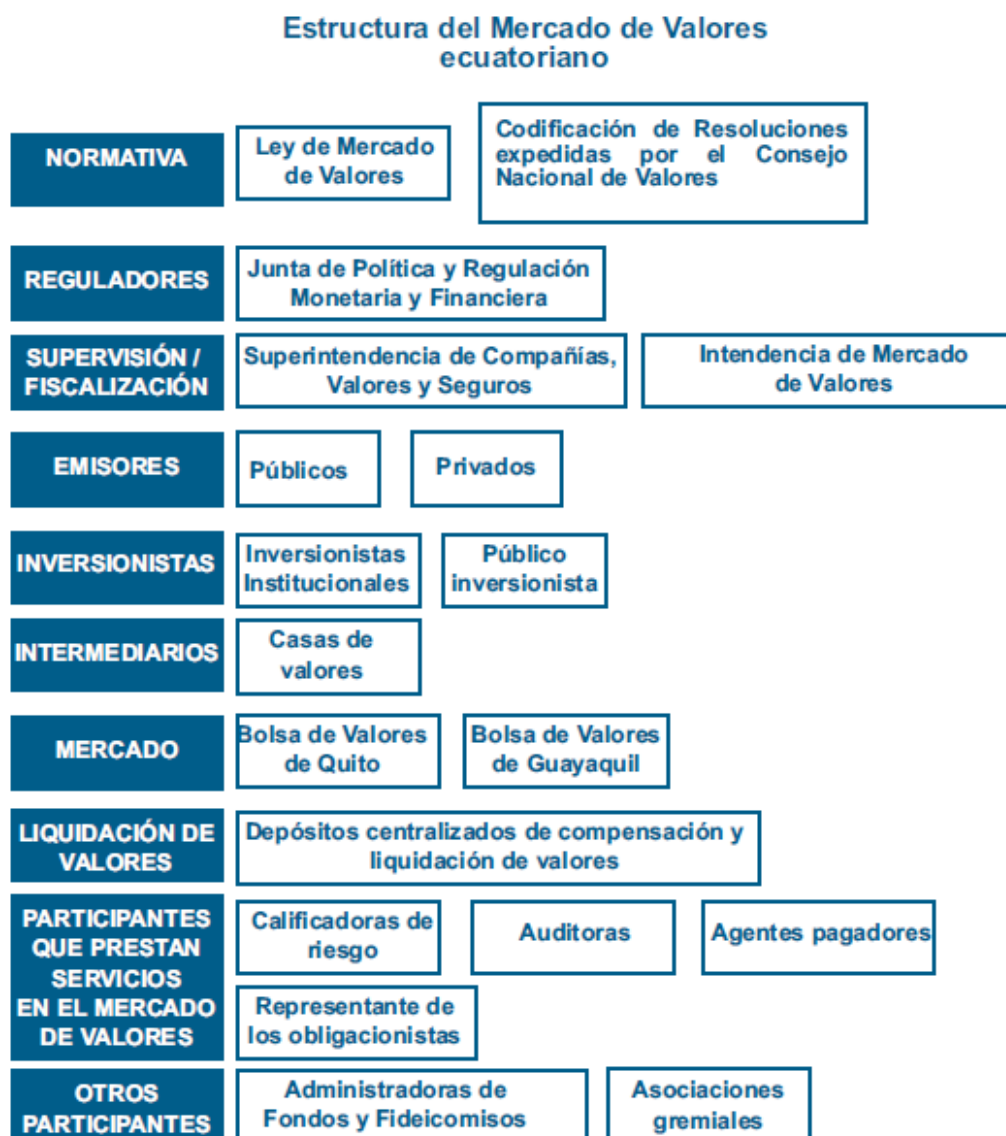 Estructura del Mercado de Valores
ecuatoriano
NORMATIVA
Ley de Mercado
de Valores
Codificación de Resoluciones
expedidas por el Consejo
Nacional de Valores
REGULADORES
Junta de Política y Regulación
Monetaria y Financiera
SUPERVISIÓN /
FISCALIZACIÓN
Superintendencia de Compañías,
Valores y Seguros
Intendencia de Mercado
de Valores
EMISORES
Públicos
Privados
INVERSIONISTAS
Inversionistas
Institucionales
Público
inversionista
INTERMEDIARIOS
Casas de
valores
MERCADO
Bolsa de Valores
de Quito
Bolsa de Valores
de Guayaquil
LIQUIDACIÓN DE
VALORES
Depósitos centralizados de compensación y
liquidación de valores
PARTICIPANTES
QUE PRESTAN
SERVICIOS
EN EL MERCADO
DE VALORES
Calificadoras de
riesgo
Auditoras
Agentes pagadores
Representante de
los obligacionistas
OTROS
PARTICIPANTES
Administradoras de
Fondos y Fideicomisos
Asociaciones
gremiales